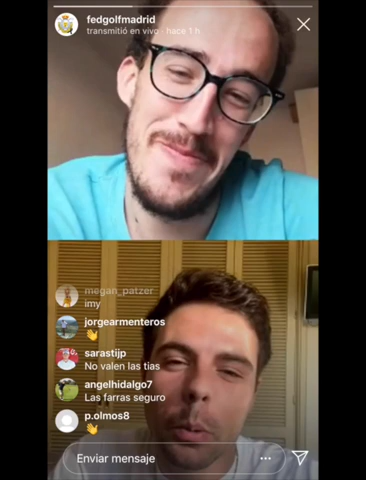 fedgolfmadrid
transmitió en vivo · hace 1 h
megan_patzer
imy
jorgearmenteros
👋
sarastijp
No valen las tias
angelhidalgo7
Las farras seguro
p.olmos8
👋
Enviar mensaje